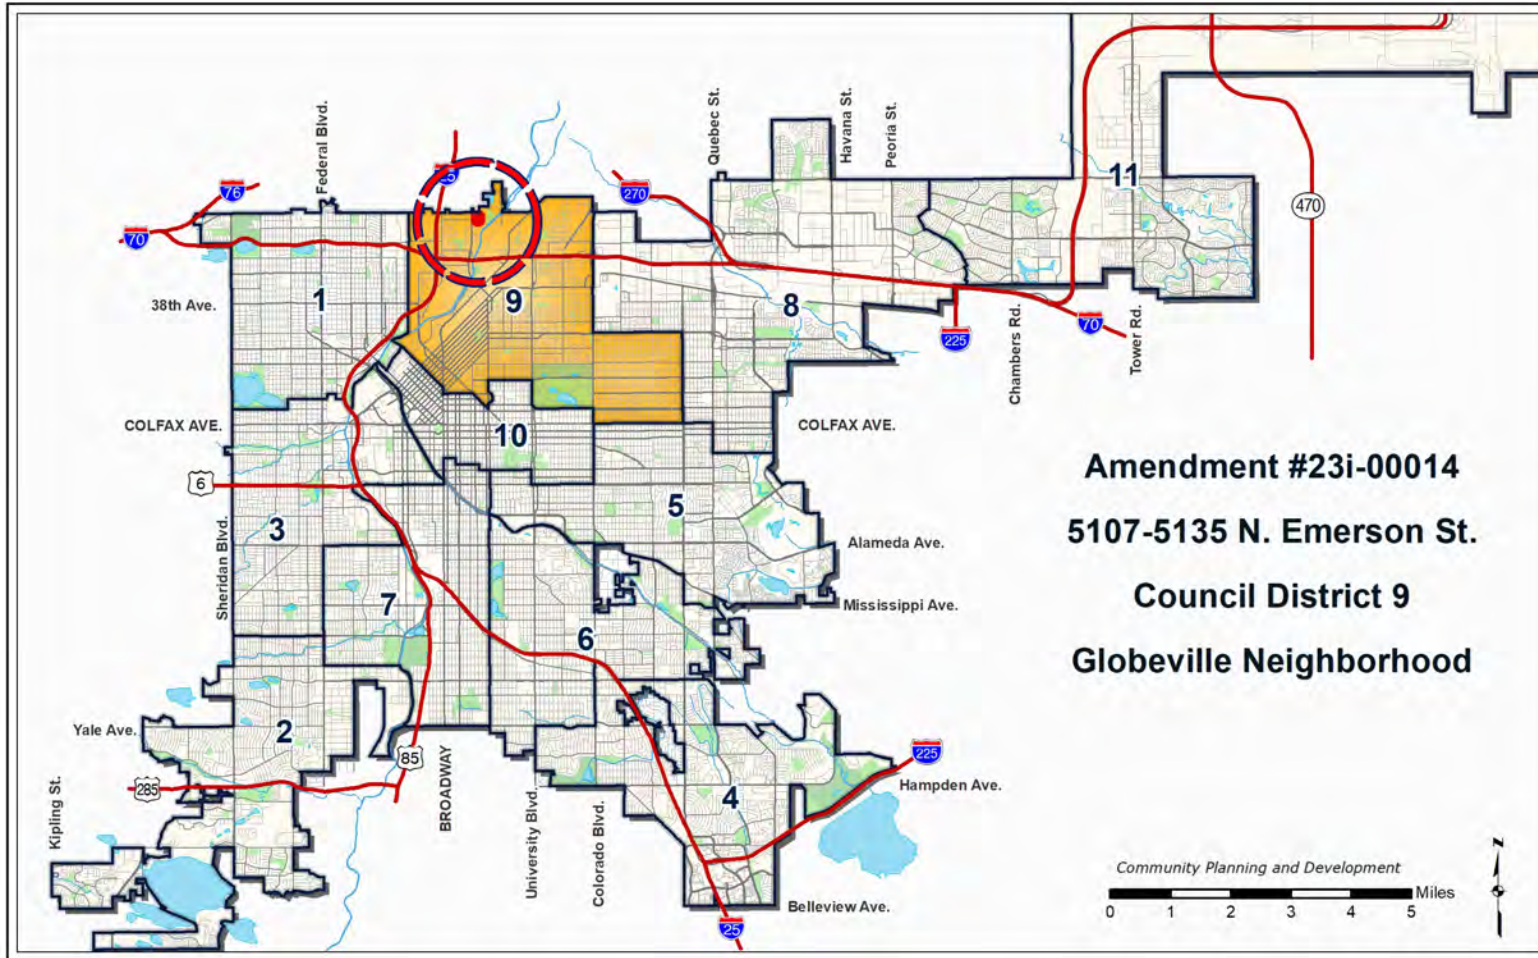 Federal Blvd.
Quebec St.
Havana St.
Peoria St.
76
25
270
70
11
470
38th Ave.
1
9
8
225
Chambers Rd.
70
Tower Rd.
COLFAX AVE.
10
COLFAX AVE.
6
3
Sheridan Blvd.
5
Alameda Ave.
7
Mississippi Ave.
6
Yale Ave.
2
85
BROADWAY
285
Kipling St.
University Blvd.
Colorado Blvd.
4
225
Hampden Ave.
Belleview Ave.
25
Amendment #23i-00014
5107-5135 N. Emerson St.
Council District 9
Globeville Neighborhood
Community Planning and Development
Miles
0 1 2 3 4 5
N